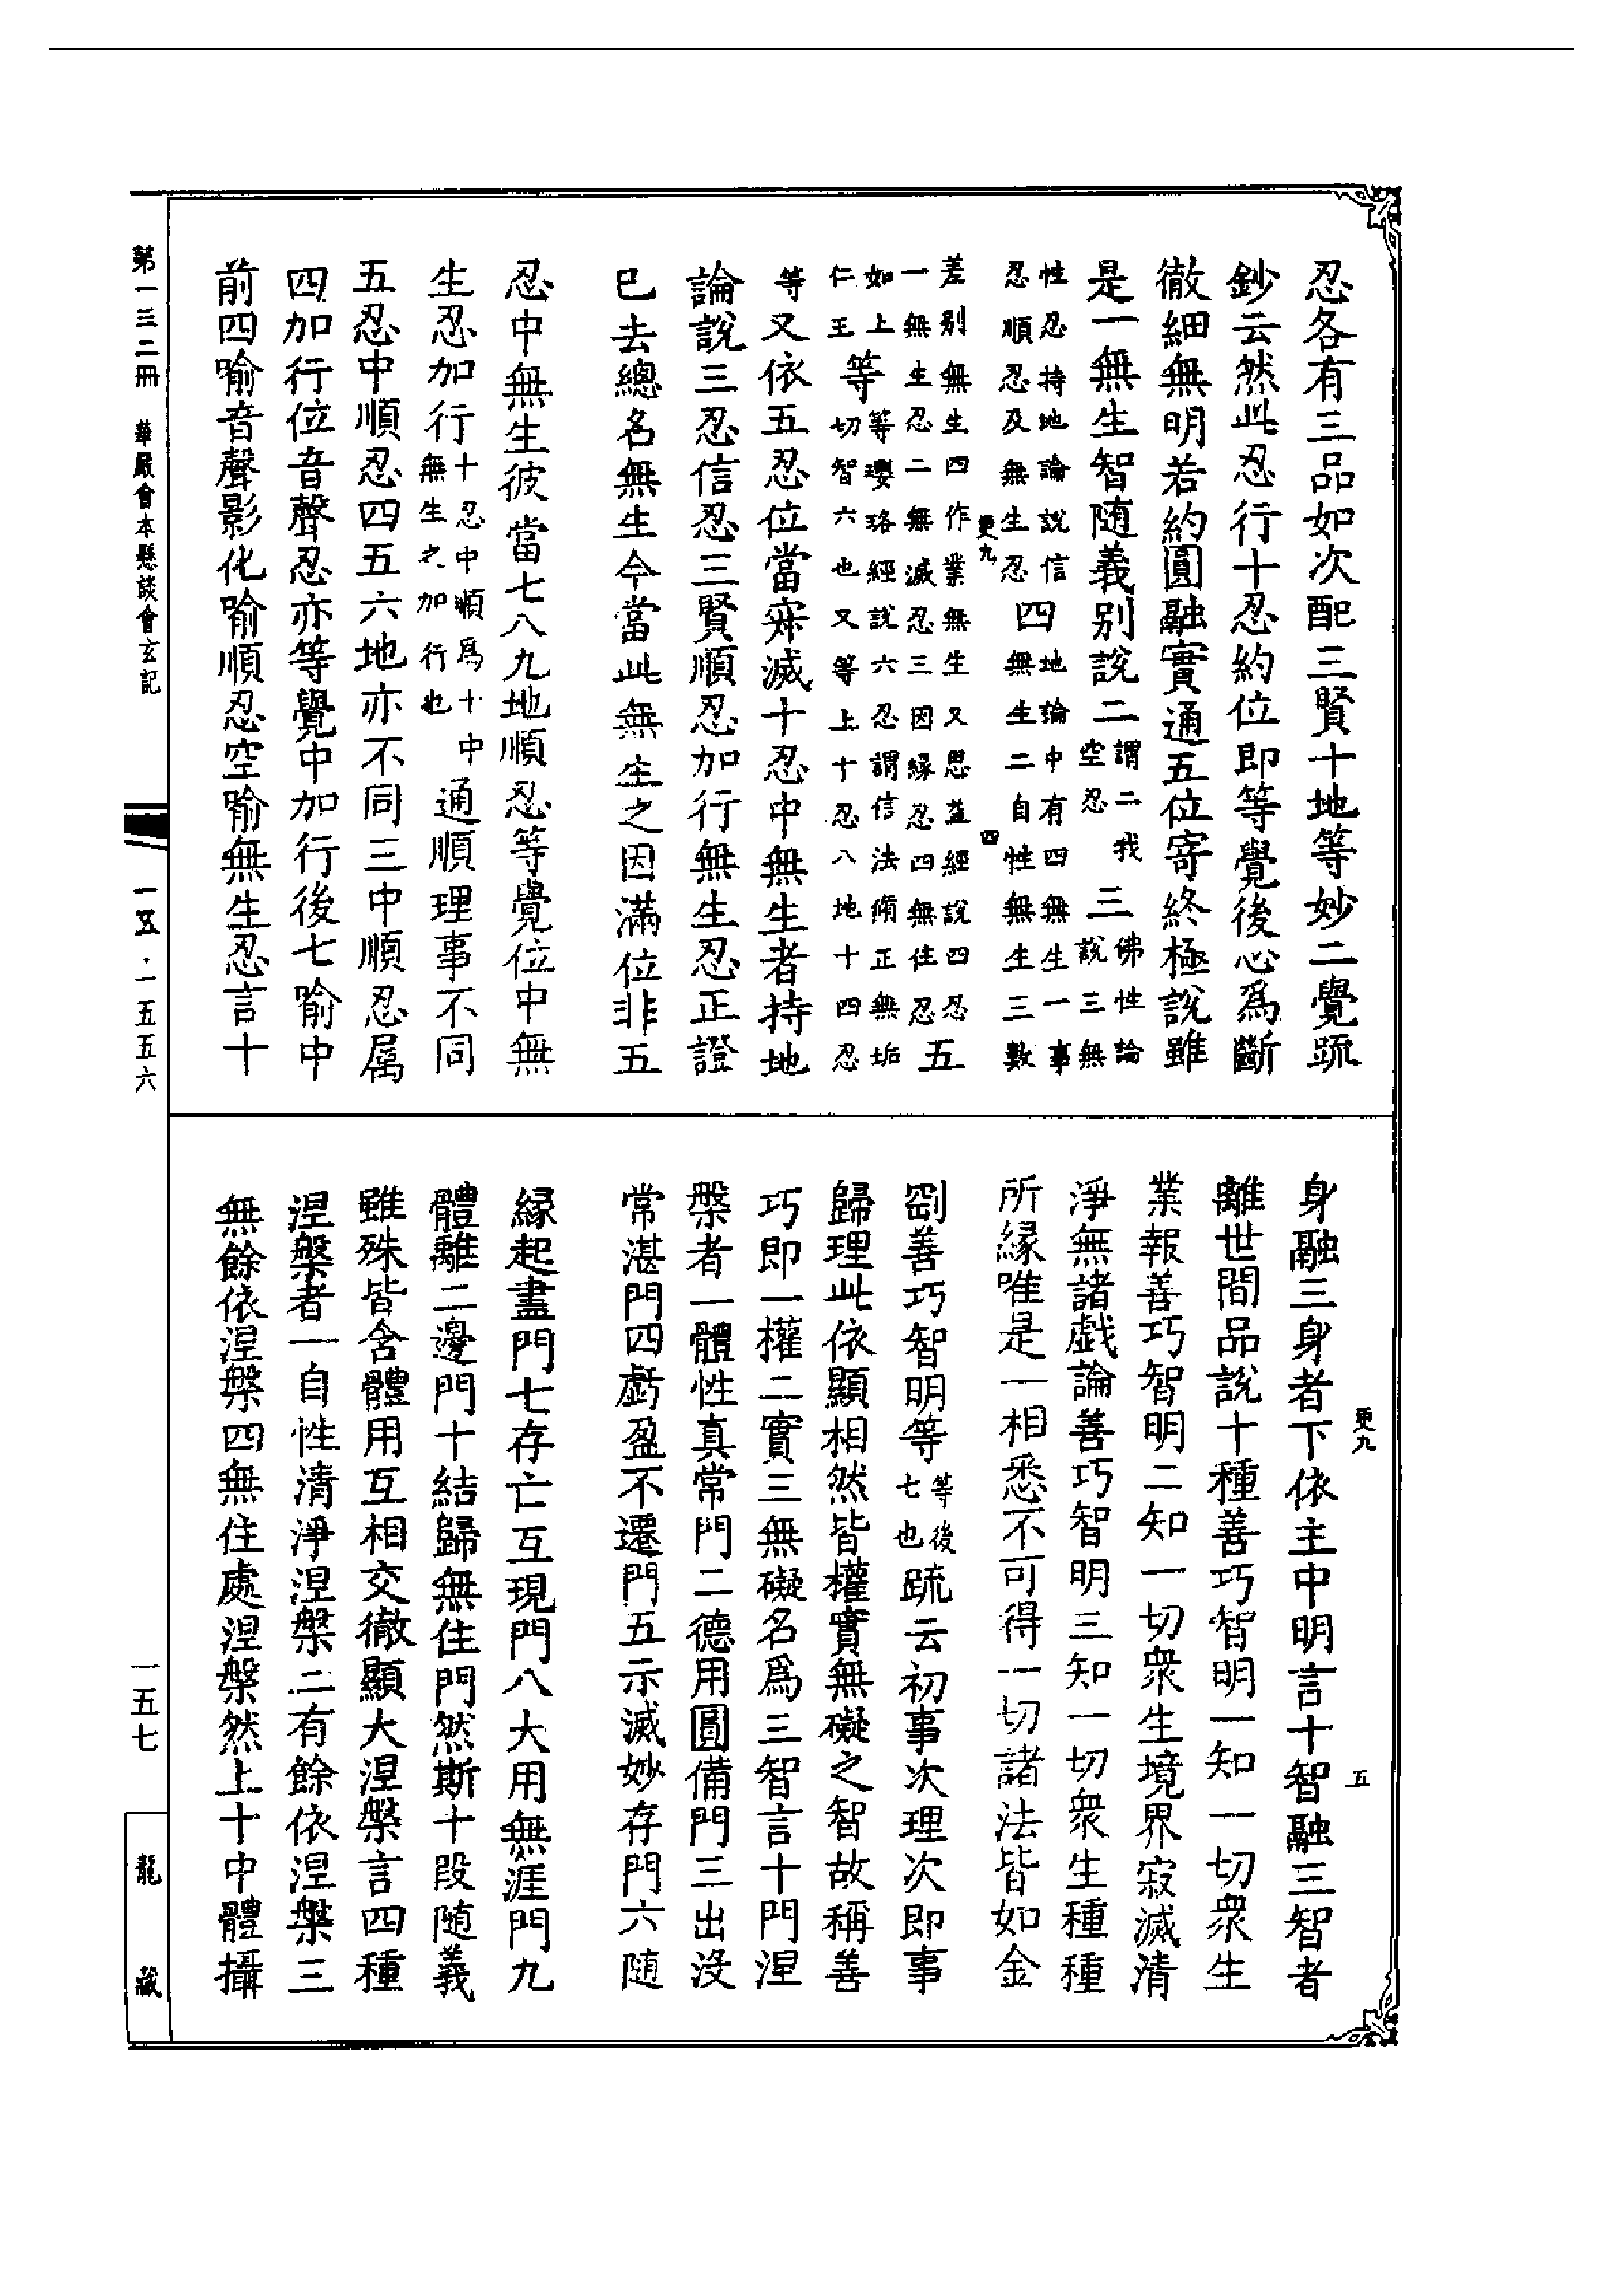 忍各有三品如次配三賢十地等妙二覺䟽
鈔云然此忍行十忍約位即等覺後心爲斷
徹細無明若約圓融實通五位寄終極說雖
是一無生智随義别說二謂二我空忍三佛性論說三無
性忍持地論說信忍順忍及無生忍四地論中有四無生一事無生二自性無生三數
更九
四
差别無生四作業無生又思益經說四忍一無生忍二無滅忍三因縁忍四無住忍五
如上仁王等等瓔珞經說六忍謂信法脩正無垢切智六也又等上十忍八地十四忍
等又依五忍位當㝛滅十忍中無生者持地
論說三忍信忍三賢順忍加行無生忍正證
巳去總名無生今當此無生之因滿位非五
忍中無生彼當七八九地順忍等覺位中無
生忍加行十忍中順爲十中無生之加行也通順理事不同
五忍中順忍四五六地亦不同三中順忍属
四加行位音聲忍亦等覺中加行後七喻中
前四喻音聲影化喻順忍空喻無生忍言十
更九
五
身融三身者下依主中明言十智融三智者
離世間品說十種善巧智明一知一切衆生
業報善巧智明二知一切衆生境界寂滅清
淨無諸戲論善巧智明三知一切衆生種種
所縁唯是一相悉不可得一切諸法皆如金
剛善巧智明等等後七也䟽云初事次理次即事
歸理此依顯相然皆權實無礙之智故稱善
巧即一權二實三無礙名爲三智言十門涅
槃者一體性真常門二德用圓備門三出沒
常湛門四虧盈不遷門五示滅妙存門六随
縁起盡門七存亡互現門八大用無涯門九
體離二邊門十結歸無住門然斯十段随義
雖殊皆含體用互相交徹顯大涅槃言四種
涅槃者一自性清淨涅槃二有餘依涅槃三
無餘依涅槃四無住處涅槃然上十中體攝
第一三二冊 華嚴會本懸談會玄記
一五五·一五五六
一五七
龍藏